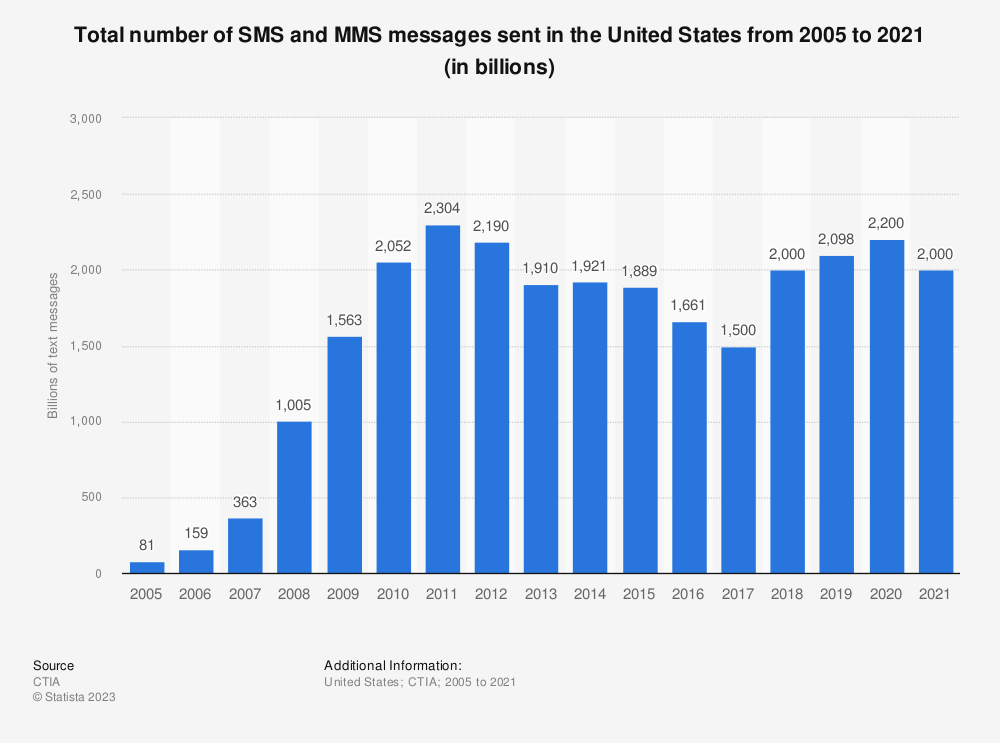 Total number of SMS and MMS messages sent in the United States from 2005 to 2021
(in billions)
Billions of text messages
3,000
2,500
2,000
1,500
1,000
500
0
81
159
363
1,005
1,563
2,052
2,304
2,190
1,910
1,921
1,889
1,661
1,500
2,000
2,098
2,200
2,000
2005 2006 2007 2008 2009 2010 2011 2012 2013 2014 2015 2016 2017 2018 2019 2020 2021
Source
CTIA
© Statista 2023
Additional Information:
United States; CTIA; 2005 to 2021